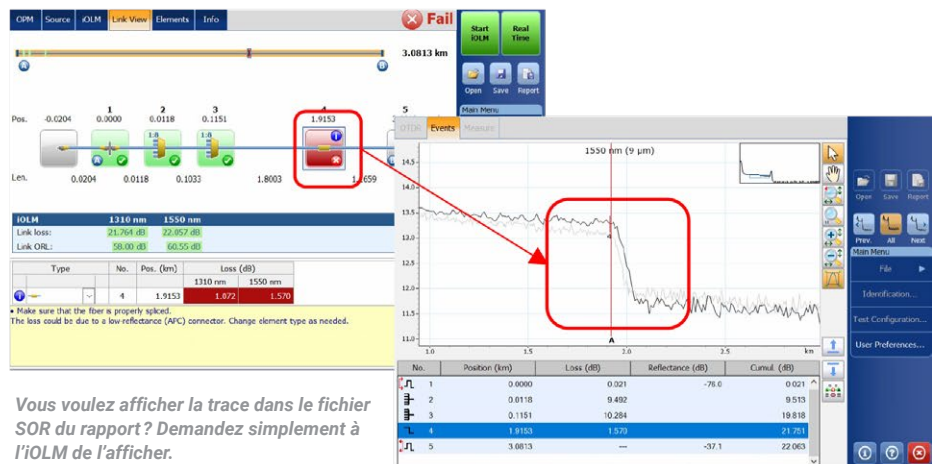 OPM Source iOLM Link View Elements Info
Fail
Start iOLM
Real Time
3.0813 km
A
B
Open Save Report
Main Menu
1 2 3 4 5
Pos. -0.0204 0.0000 0.0118 0.1151 1.9153
1:8 1:8
A
Len. 0.0204 0.0118 0.1033 1.8003
iOLM 1310 nm 1550 nm
Link loss: 21.764 dB 22.057 dB
Link ORL: 58.00 dB 60.55 dB
Type No. Pos. (km) Loss (dB)
1310 nm 1550 nm
4 1.9153 1.872 1.570
• Make sure that the fiber is properly spliced.
The loss could be due to a low-reflectance (APC) connector. Change element type as needed.
Vous voulez afficher la trace dans le fichier
SOR du rapport ? Demandez simplement à
l’iOLM de l’afficher.
OTDR Events Measure
1550 nm (9 µm)
14.5
14.0
13.5
13.0
12.5
12.0
11.5
11.0
A
1.0 1.5 2.0 2.5 km
No. Position (km) Loss (dB) Reflectance (dB) Cumul. (dB)
1 0.0000 0.021 -76.0 0.021
2 0.0118 9.492 9.513
3 0.1151 10.284 19.818
4 1.9153 1.570 21.751
5 3.0813 --- -37.1 22.063
Open Save Report
Prev. All Next
Main Menu
File
Identification...
Test Configuration...
User Preferences...